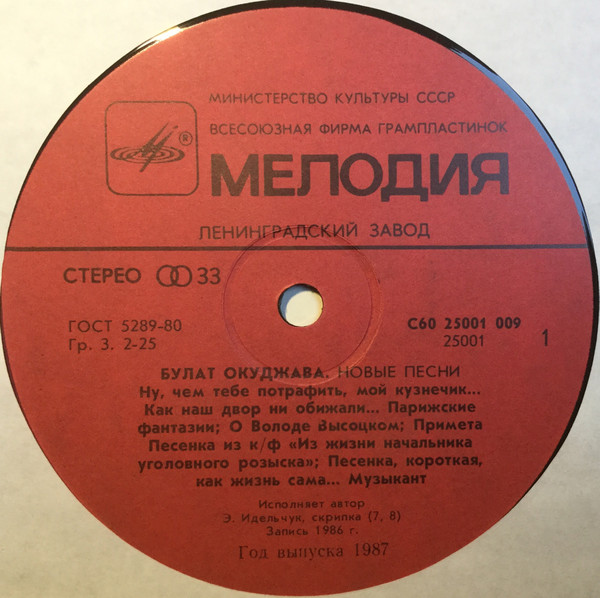 МИНИСТЕРСТВО КУЛЬТУРЫ СССР
ВСЕСОЮЗНАЯ ФИРМА ГРАМПЛАСТИНОК
®
МЕЛОДИЯ
ЛЕНИНГРАДСКИЙ ЗАВОД
СТЕРЕО 33
ГОСТ 5289-80
Гр. 3. 2-25
С60 25001 009
25001
1
БУЛАТ ОКУДЖАВА. НОВЫЕ ПЕСНИ
Ну, чем тебе потрафить, мой кузнечик...
Как наш двор ни обижали... Парижские
фантазии; О Володе Высоцком; Примета
Песенка из к/ф «Из жизни начальника
уголовного розыска»; Песенка, короткая,
как жизнь сама... Музыкант
Исполняет автор
Э. Идельчук, скрипка (7, 8)
Запись 1986 г.
Год выпуска 1987